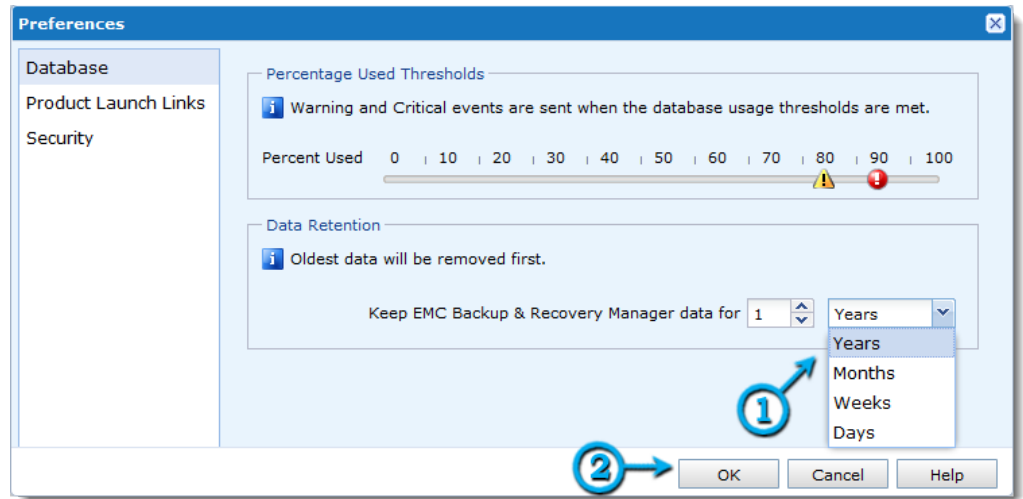 Preferences
Database
Product Launch Links
Security
Percentage Used Thresholds
Warning and Critical events are sent when the database usage thresholds are met.
Percent Used 0 10 20 30 40 50 60 70 80 90 100
Data Retention
Oldest data will be removed first.
Keep EMC Backup & Recovery Manager data for 1 Years
Years
Months
Weeks
Days
1
2
OK Cancel Help